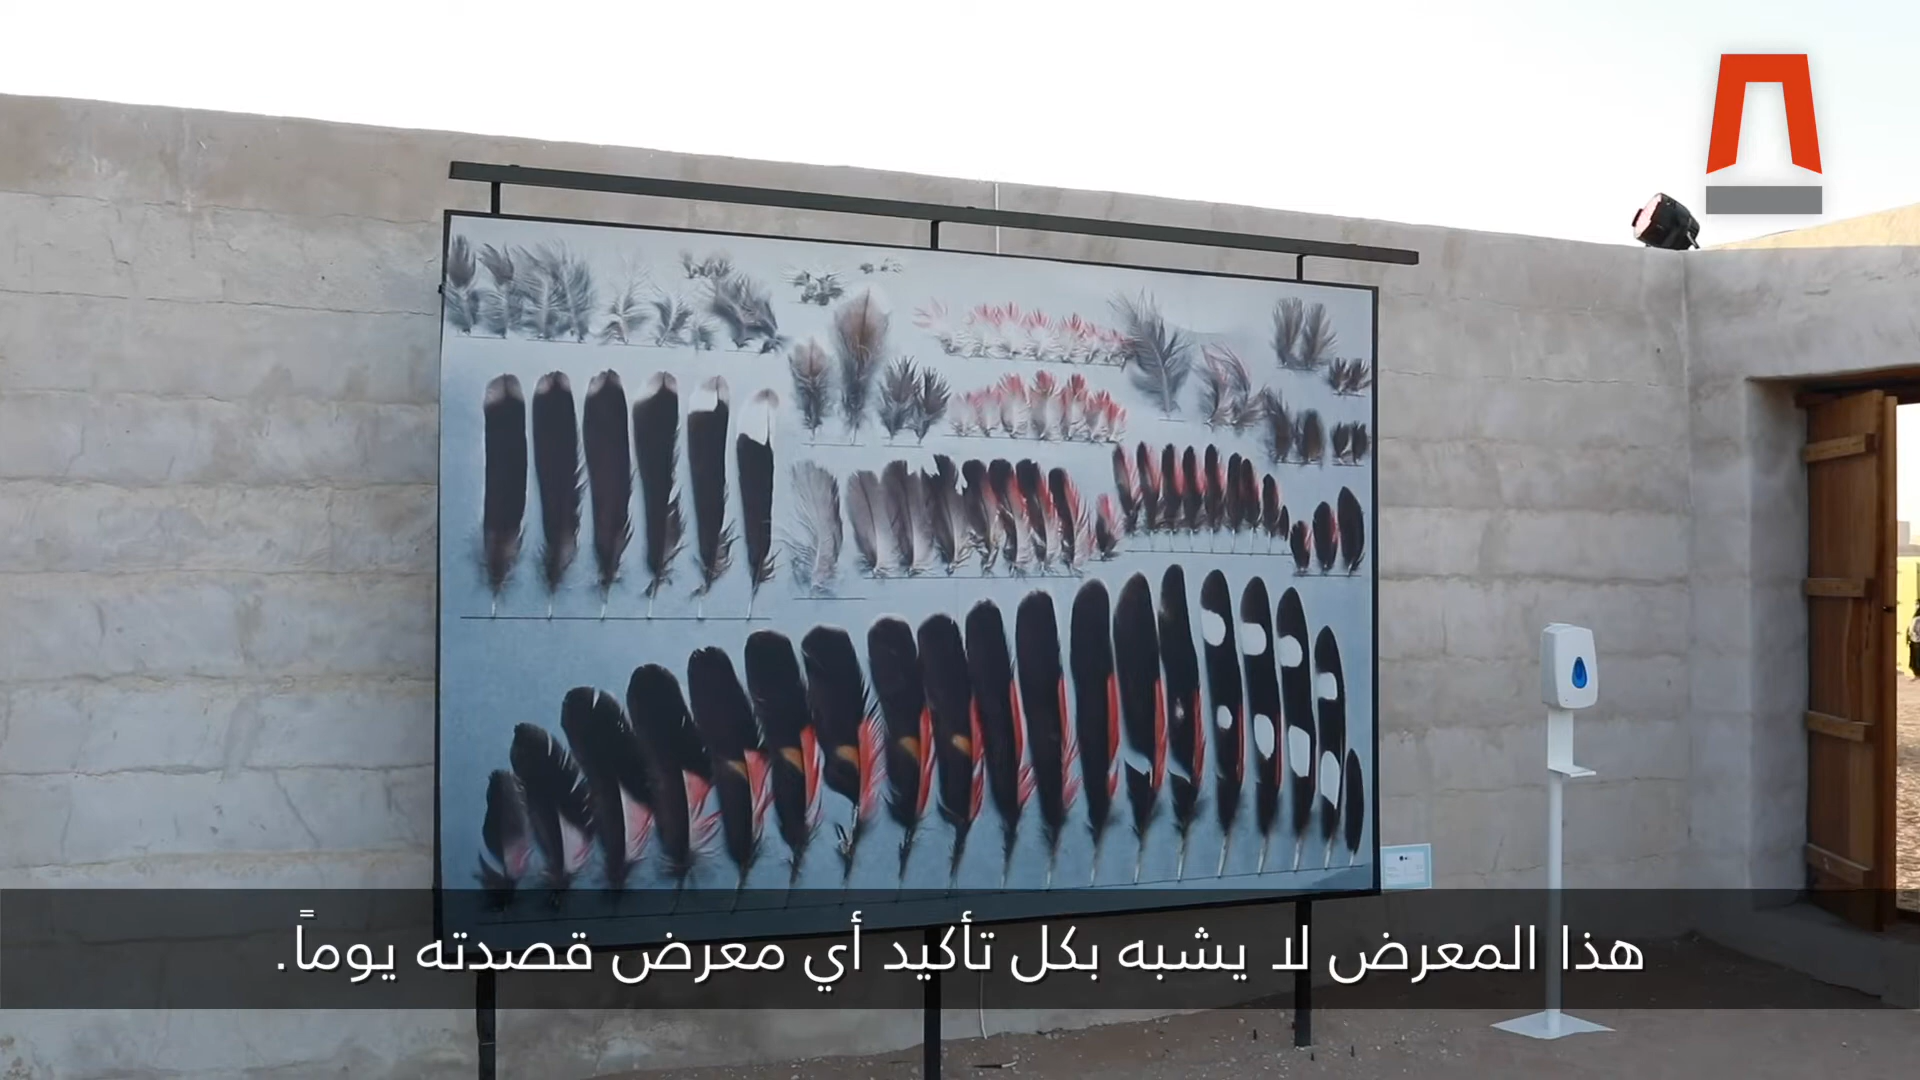 هذا المعرض لا يشبه بكل تأكيد أي معرض قصدته يوماً.